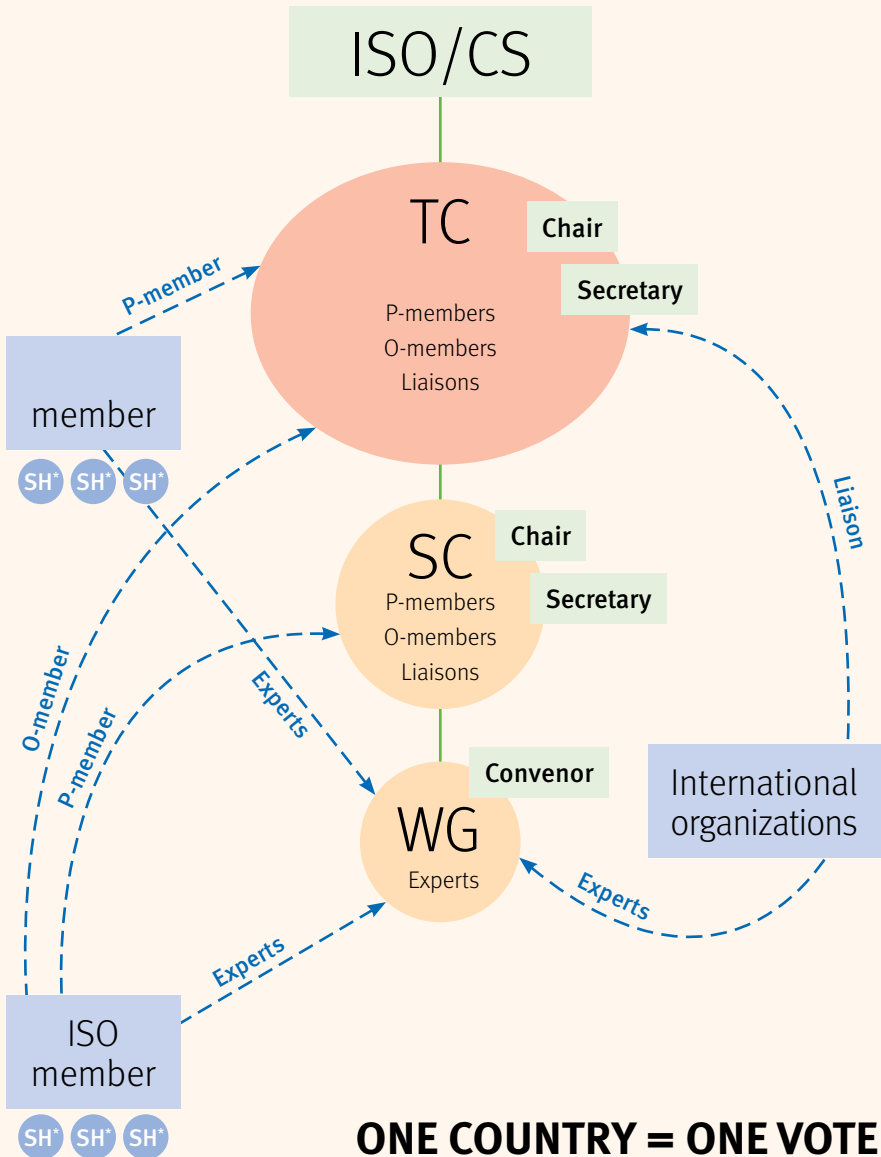 ISO/CS
TC
Chair
Secretary
P-members
O-members
Liaisons
P-member
member
SH* SH* SH*
SC
Chair
Secretary
P-members
O-members
Liaisons
Liaison
O-member
P-member
Experts
Convenor
WG
Experts
International
organizations
Experts
Experts
ISO
member
SH* SH* SH*
ONE COUNTRY = ONE VOTE